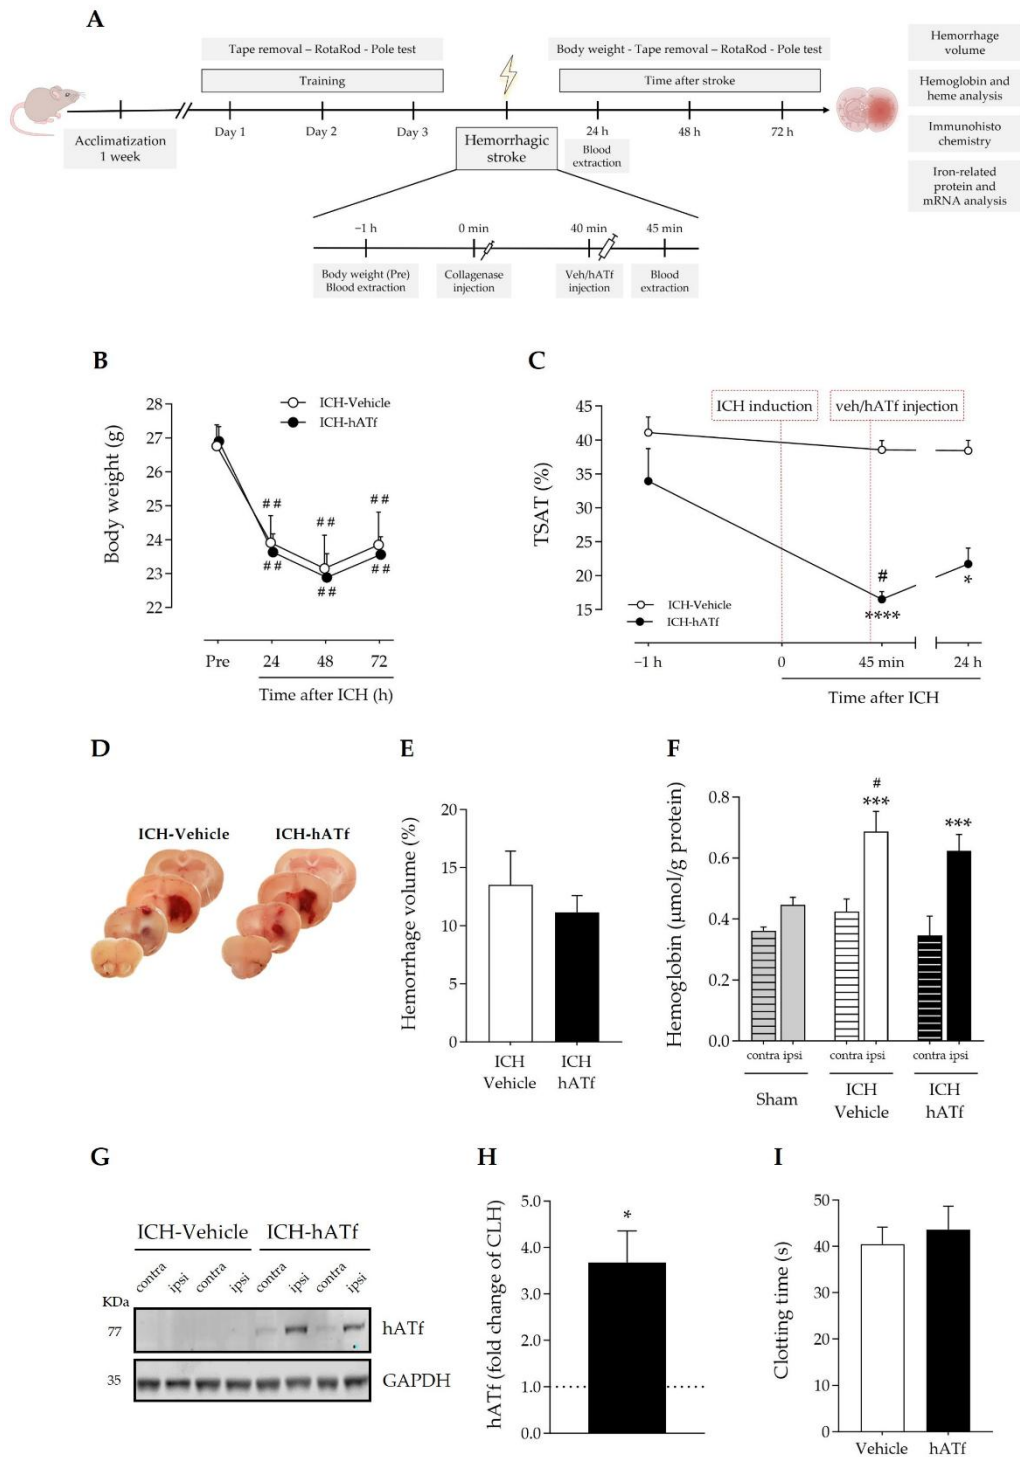 A
Tape removal – RotaRod - Pole test
Training
Body weight - Tape removal – RotaRod - Pole test
Time after stroke
Hemorrhage
volume
Hemoglobin and
heme analysis
Immunohisto
chemistry
Iron-related
protein and
mRNA analysis
Acclimatization
1 week
Day 1
Day 2
Day 3
Hemorrhagic
stroke
24 h
48 h
72 h
Blood
extraction
−1 h
0 min
40 min
45 min
Body weight (Pre)
Blood extraction
Collagenase
injection
Veh/hATf
injection
Blood
extraction
B
28
27
26
25
24
23
22
Body weight (g)
ICH-Vehicle
ICH-hATf
# #
# #
# #
# #
# #
# #
Pre
24
48
72
Time after ICH (h)
C
ICH induction
veh/hATf injection
45
40
35
30
25
20
15
TSAT (%)
ICH-Vehicle
ICH-hATf
#
****
*
−1 h
0
45 min
24 h
Time after ICH
D
ICH-Vehicle
ICH-hATf
E
20
15
10
5
0
Hemorrhage volume (%)
ICH
Vehicle
ICH
hATf
F
0.8
0.6
0.4
0.2
0.0
Hemoglobin (µmol/g protein)
#
***
***
contra ipsi
contra ipsi
contra ipsi
Sham
ICH
Vehicle
ICH
hATf
G
ICH-Vehicle
ICH-hATf
contra
ipsi
contra
ipsi
contra
ipsi
contra
ipsi
KDa
77
hATf
35
GAPDH
H
5.0
4.0
3.0
2.0
1.0
0.0
hATf (fold change of CLH)
*
I
50
40
30
20
10
0
Clotting time (s)
Vehicle
hATf